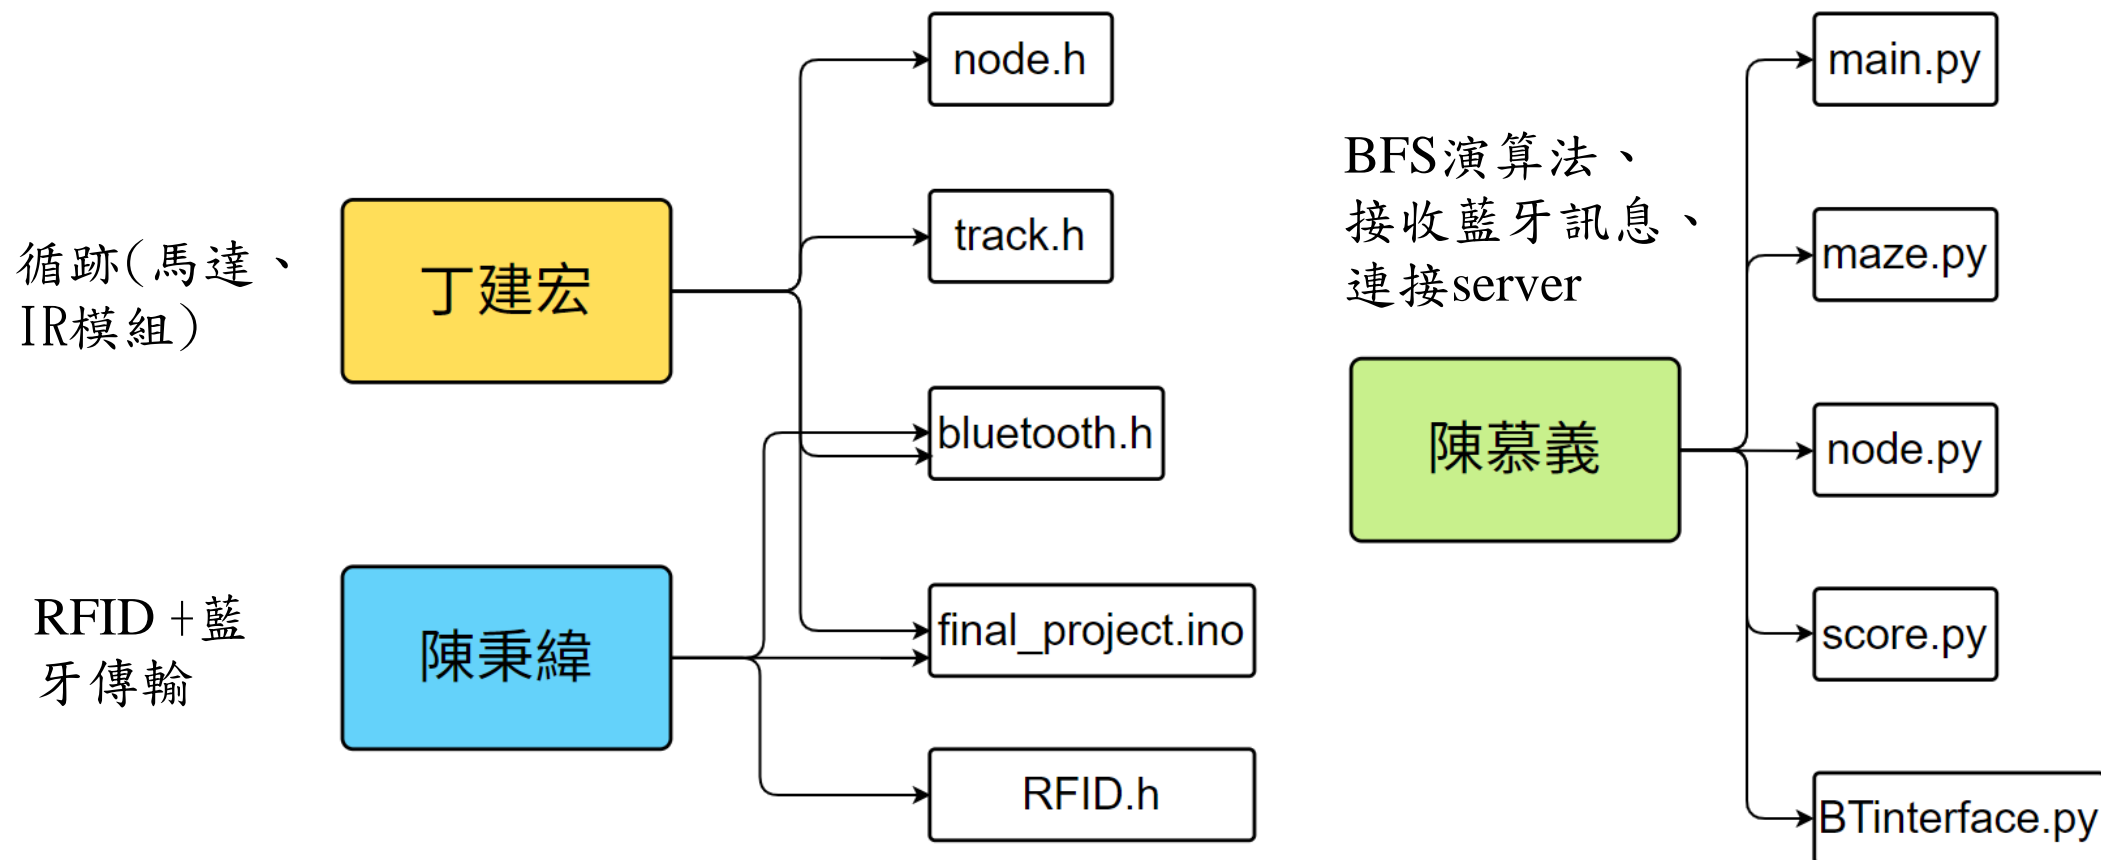 循跡(馬達、
IR模組)
丁建宏
node.h
track.h
bluetooth.h
RFID +藍
牙傳輸
陳秉緯
final_project.ino
RFID.h
BFS演算法、
接收藍牙訊息、
連接server
陳慕義
main.py
maze.py
node.py
score.py
BTinterface.py